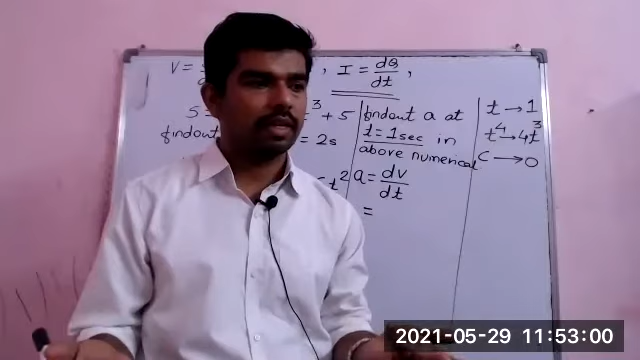 V = , I = dQ/dt ,
S = ³ + 5
findout = 2s
= t²
findout a at
t = 1sec in
above numerical
a = dv/dt
=
t → 1
t⁴ → 4t³
C → 0
2021-05-29 11:53:00